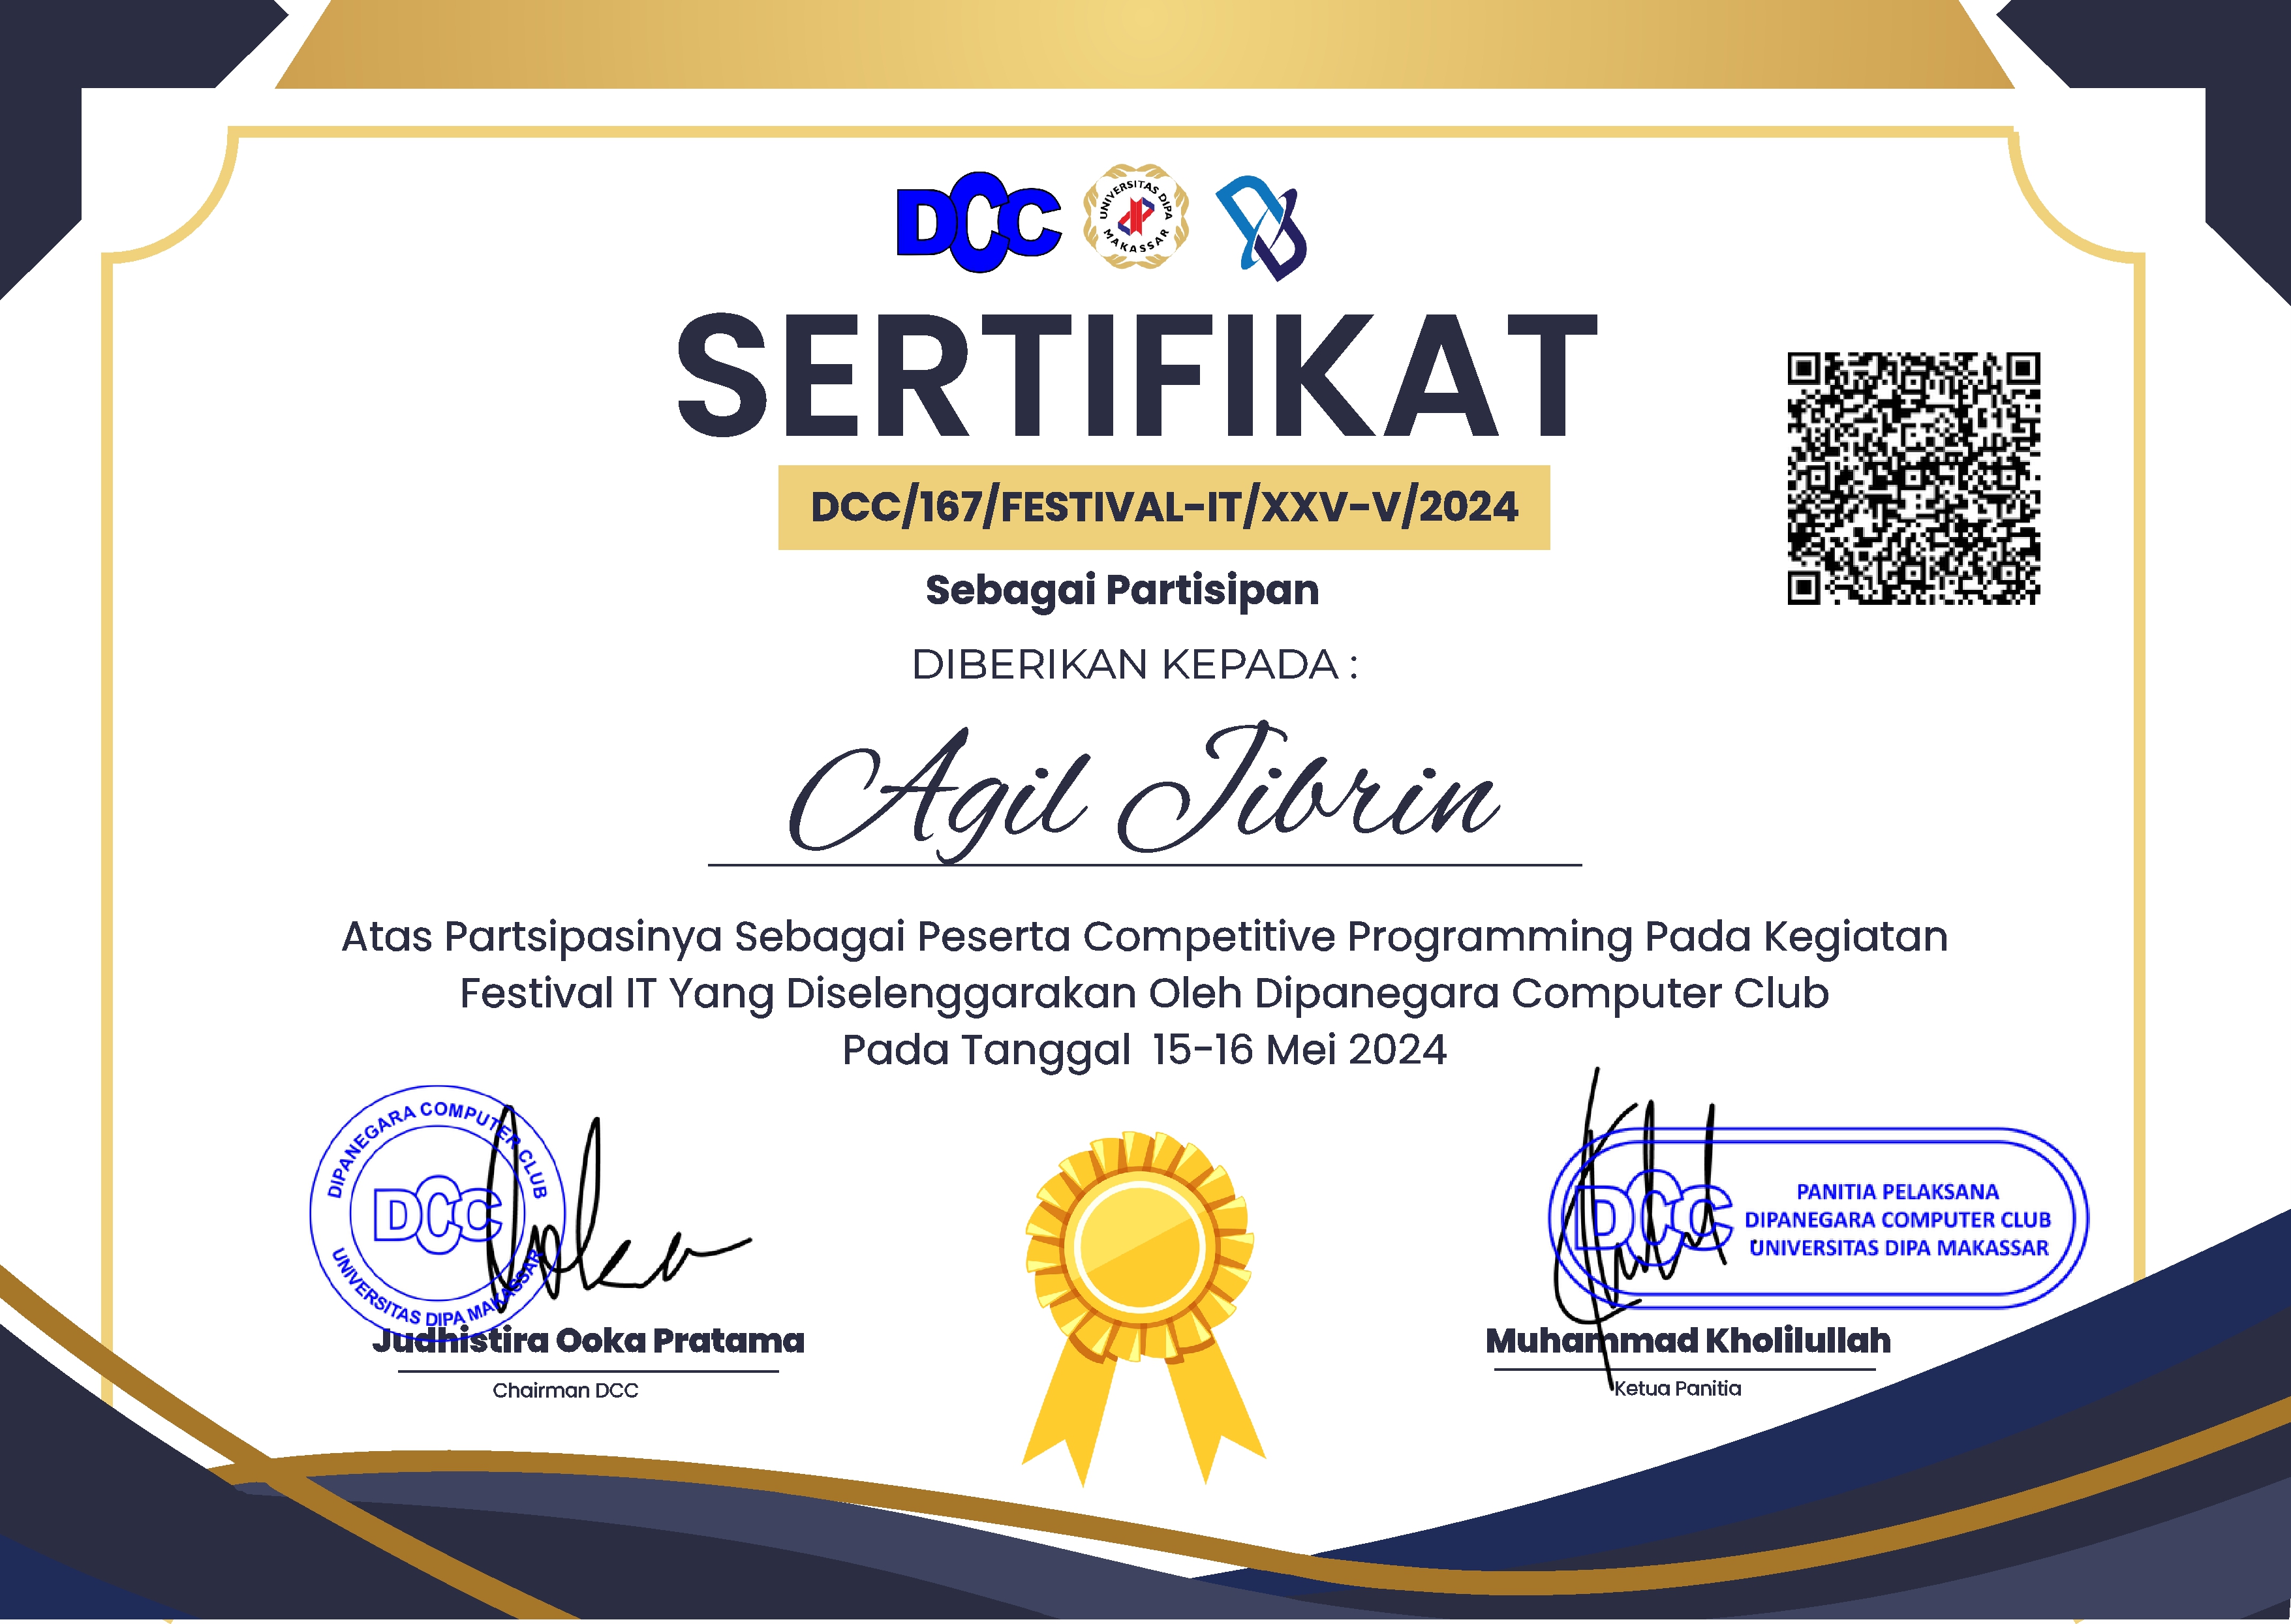 DCC
UNIVERSITAS DIPA
MAKASSAR
SERTIFIKAT
DCC/167/FESTIVAL-IT/XXV-V/2024
Sebagai Partisipan
DIBERIKAN KEPADA :
Agil Jibrin
Atas Partsipasinya Sebagai Peserta Competitive Programming Pada Kegiatan
Festival IT Yang Diselenggarakan Oleh Dipanegara Computer Club
Pada Tanggal 15-16 Mei 2024
DIPANEGARA COMPUTER CLUB
DCC
UNIVERSITAS DIPA MAKASSAR
Judhistira Ooka Pratama
Chairman DCC
DCC
PANITIA PELAKSANA
DIPANEGARA COMPUTER CLUB
UNIVERSITAS DIPA MAKASSAR
Muhammad Kholilullah
Ketua Panitia